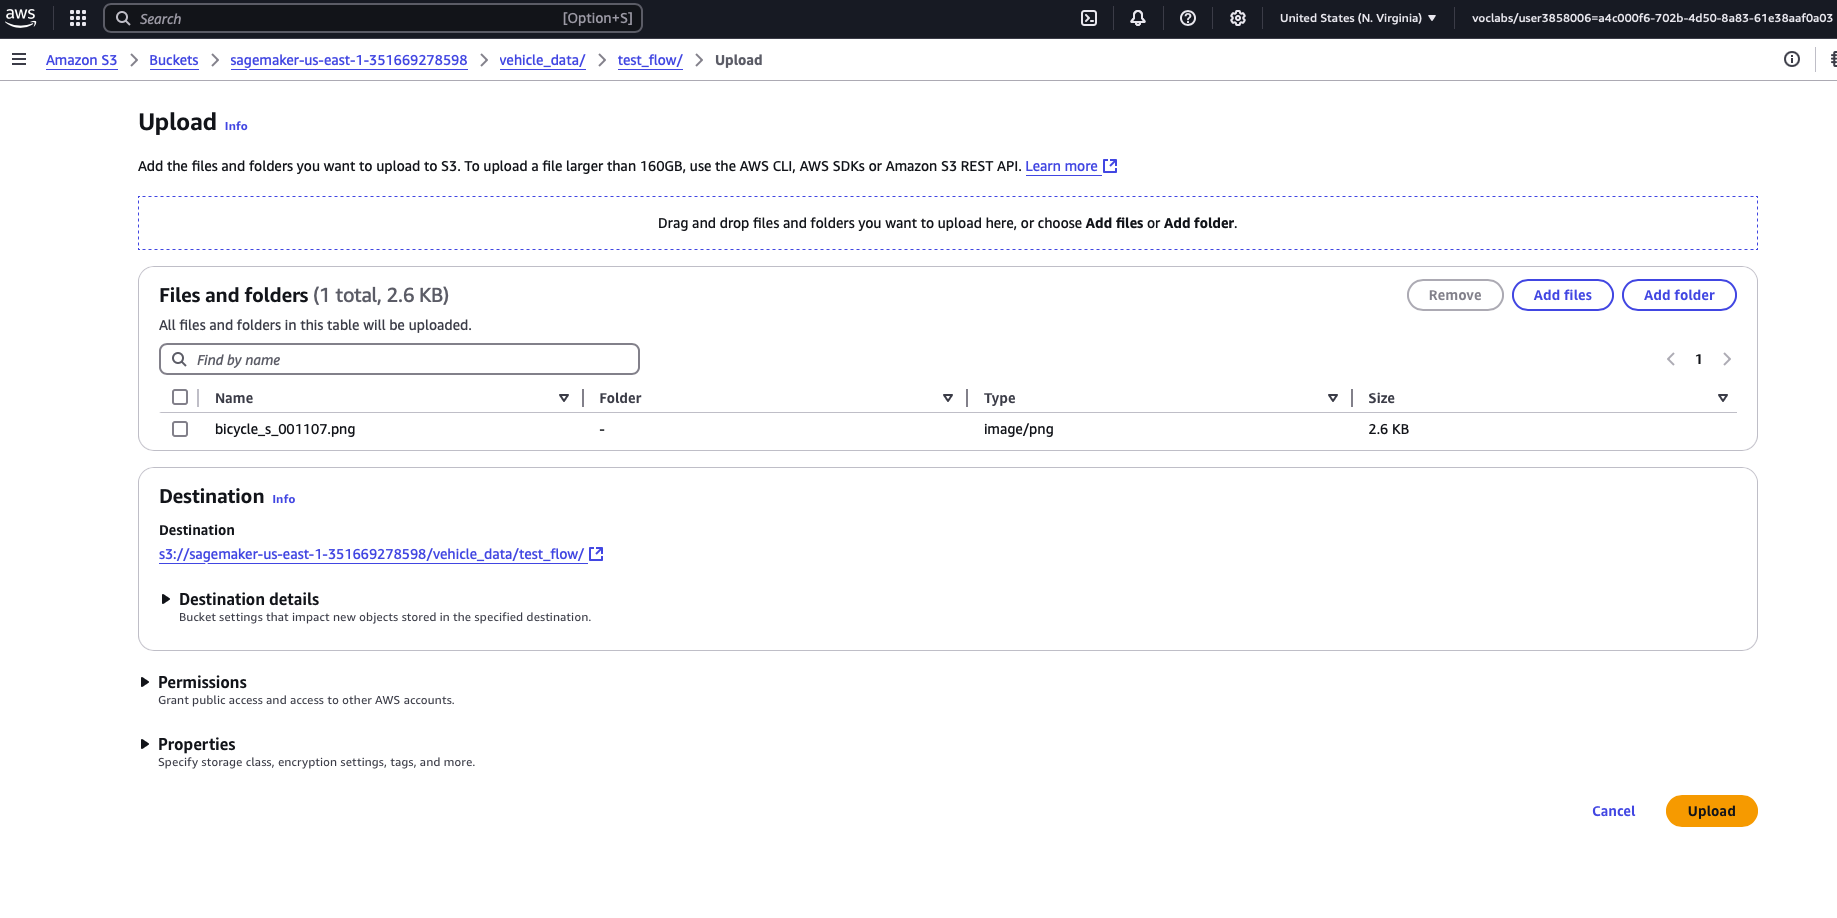 aws
Search [Option+S]
United States (N. Virginia)
voclabs/user3858006=a4c000f6-702b-4d50-8a83-61e38aaf0a03
Amazon S3 > Buckets > sagemaker-us-east-1-351669278598 > vehicle_data/ > test_flow/ > Upload
Upload Info
Add the files and folders you want to upload to S3. To upload a file larger than 160GB, use the AWS CLI, AWS SDKs or Amazon S3 REST API. Learn more
Drag and drop files and folders you want to upload here, or choose Add files or Add folder.
Files and folders (1 total, 2.6 KB)
Remove Add files Add folder
All files and folders in this table will be uploaded.
Find by name
1
Name Folder Type Size
bicycle_s_001107.png - image/png 2.6 KB
Destination Info
Destination
s3://sagemaker-us-east-1-351669278598/vehicle_data/test_flow/
Destination details
Bucket settings that impact new objects stored in the specified destination.
Permissions
Grant public access and access to other AWS accounts.
Properties
Specify storage class, encryption settings, tags, and more.
Cancel Upload